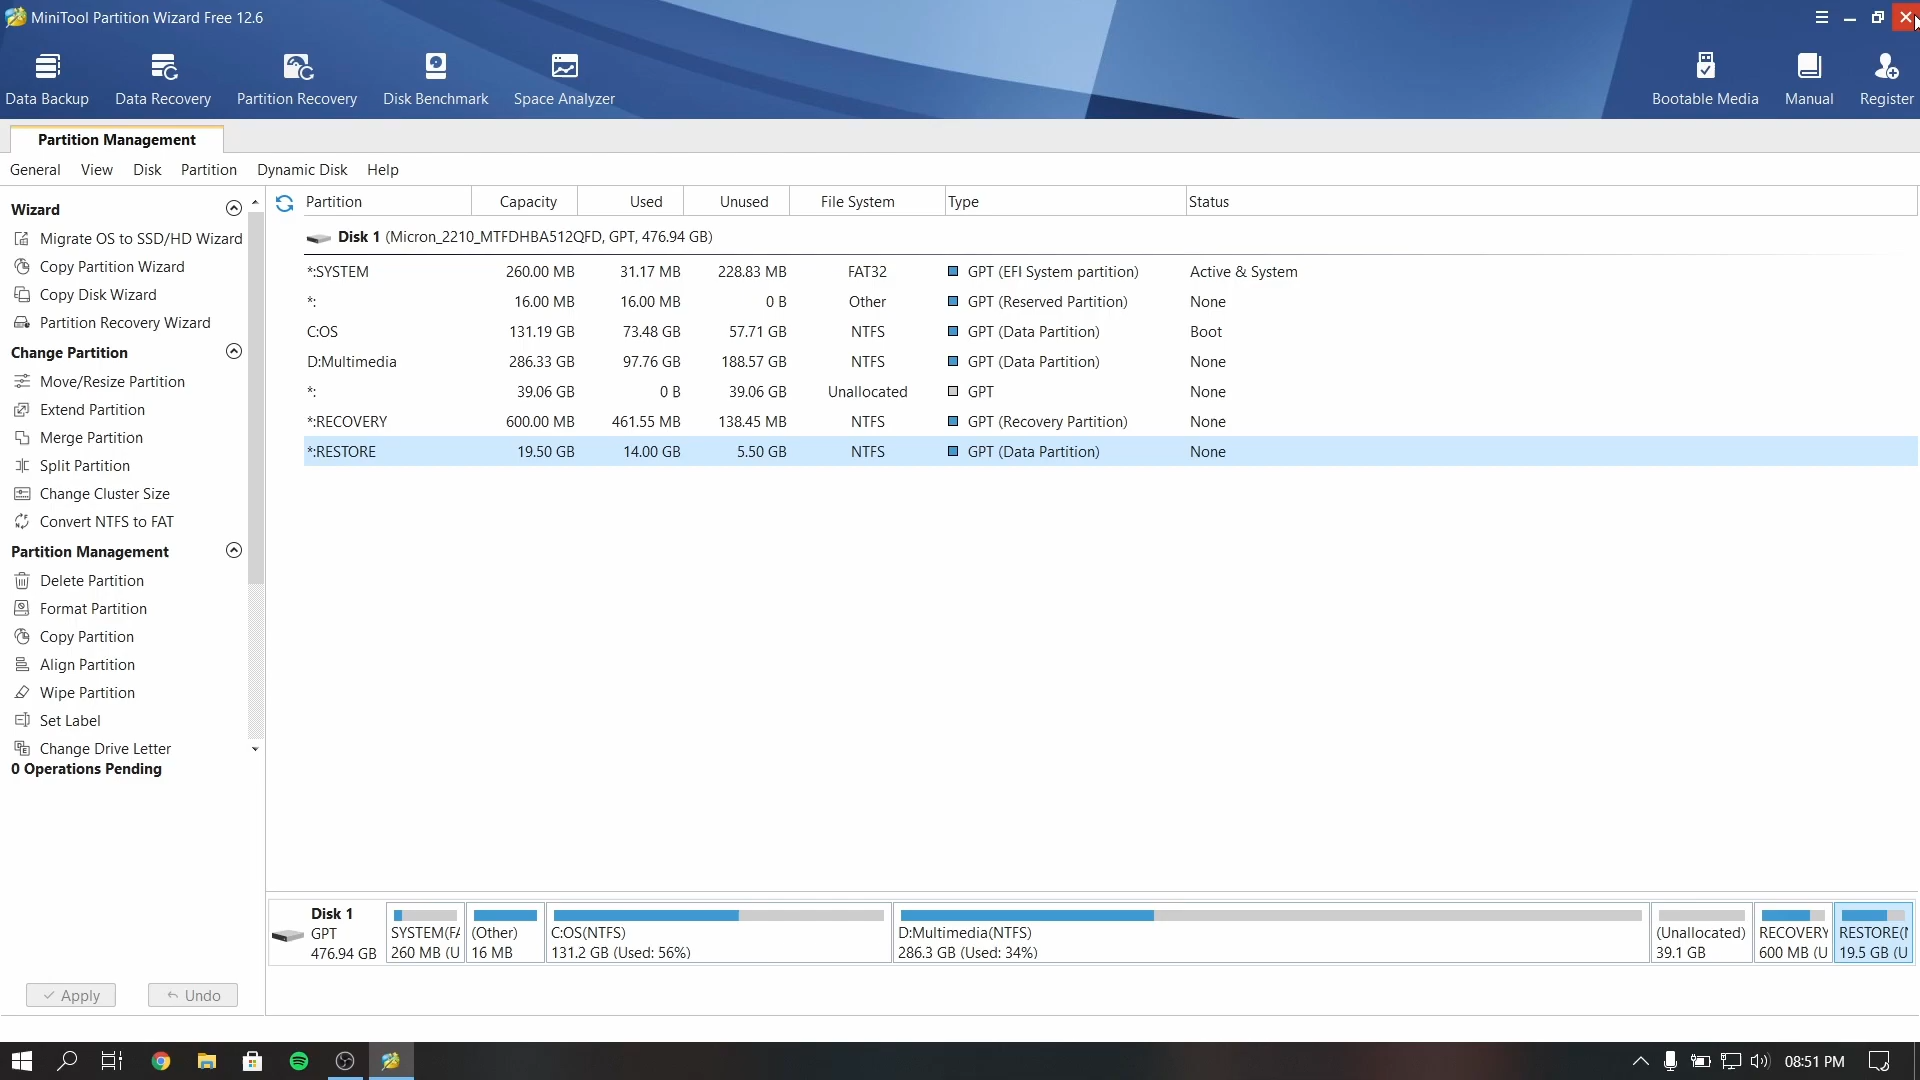 MiniTool Partition Wizard Free 12.6
Data Backup
Data Recovery
Partition Recovery
Disk Benchmark
Space Analyzer
Bootable Media
Manual
Register
Partition Management
General View Disk Partition Dynamic Disk Help
Wizard
Migrate OS to SSD/HD Wizard
Copy Partition Wizard
Copy Disk Wizard
Partition Recovery Wizard
Change Partition
Move/Resize Partition
Extend Partition
Merge Partition
Split Partition
Change Cluster Size
Convert NTFS to FAT
Partition Management
Delete Partition
Format Partition
Copy Partition
Align Partition
Wipe Partition
Set Label
Change Drive Letter
0 Operations Pending
Apply
Undo
Partition Capacity Used Unused File System Type Status
Disk 1 (Micron_2210_MTFDHBA512QFD, GPT, 476.94 GB)
*:SYSTEM 260.00 MB 31.17 MB 228.83 MB FAT32 GPT (EFI System partition) Active & System
*: 16.00 MB 16.00 MB 0 B Other GPT (Reserved Partition) None
C:OS 131.19 GB 73.48 GB 57.71 GB NTFS GPT (Data Partition) Boot
D:Multimedia 286.33 GB 97.76 GB 188.57 GB NTFS GPT (Data Partition) None
*: 39.06 GB 0 B 39.06 GB Unallocated GPT None
*:RECOVERY 600.00 MB 461.55 MB 138.45 MB NTFS GPT (Recovery Partition) None
*:RESTORE 19.50 GB 14.00 GB 5.50 GB NTFS GPT (Data Partition) None
Disk 1
GPT
476.94 GB
SYSTEM(FA
260 MB (U
(Other)
16 MB
C:OS(NTFS)
131.2 GB (Used: 56%)
D:Multimedia(NTFS)
286.3 GB (Used: 34%)
(Unallocated)
39.1 GB
RECOVERY
600 MB (U
RESTORE(N
19.5 GB (U
08:51 PM